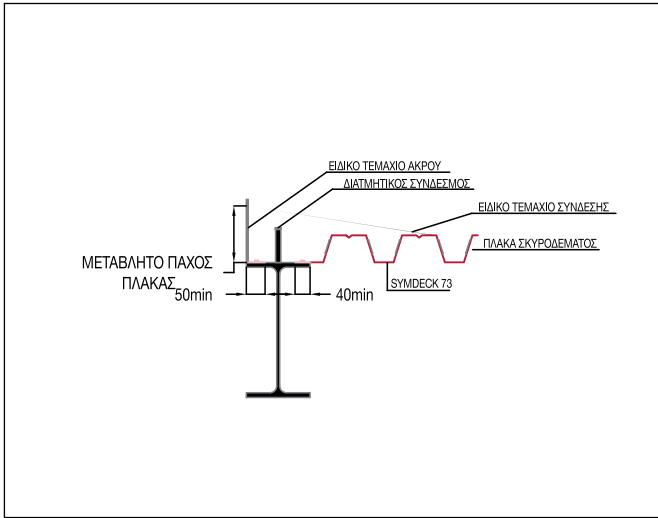 ΕΙΔΙΚΟ ΤΕΜΑΧΙΟ ΑΚΡΟΥ
ΔΙΑΤΜΗΤΙΚΟΣ ΣΥΝΔΕΣΜΟΣ
ΕΙΔΙΚΟ ΤΕΜΑΧΙΟ ΣΥΝΔΕΣΗΣ
ΠΛΑΚΑ ΣΚΥΡΟΔΕΜΑΤΟΣ
ΜΕΤΑΒΛΗΤΟ ΠΑΧΟΣ
ΠΛΑΚΑΣ
SYMDECK 73
50min
40min